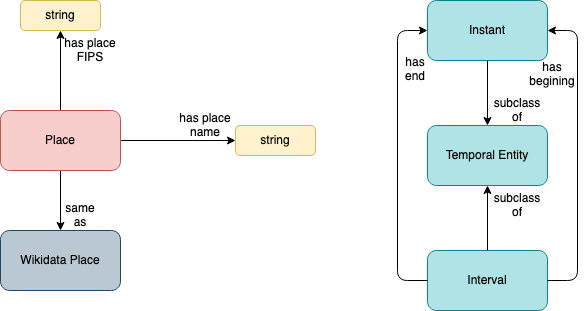 string
has place
FIPS
Place
has place
name
string
same
as
Wikidata Place
Instant
has
end
has
begining
subclass
of
Temporal Entity
subclass
of
Interval